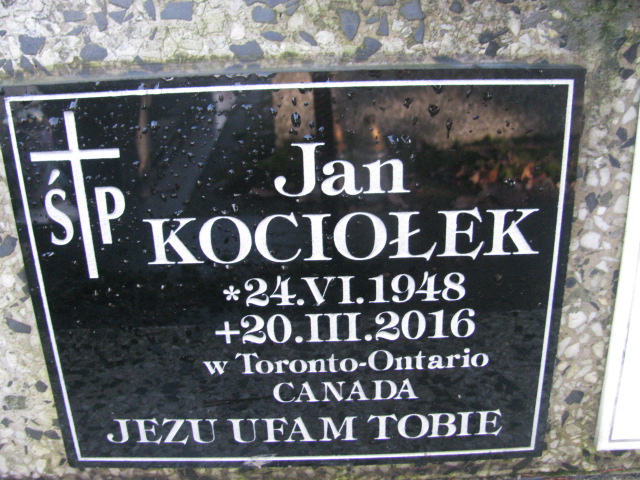 ŚP
Jan
KOCIOŁEK
*24.VI.1948
+20.III.2016
w Toronto-Ontario
CANADA
JEZU UFAM TOBIE